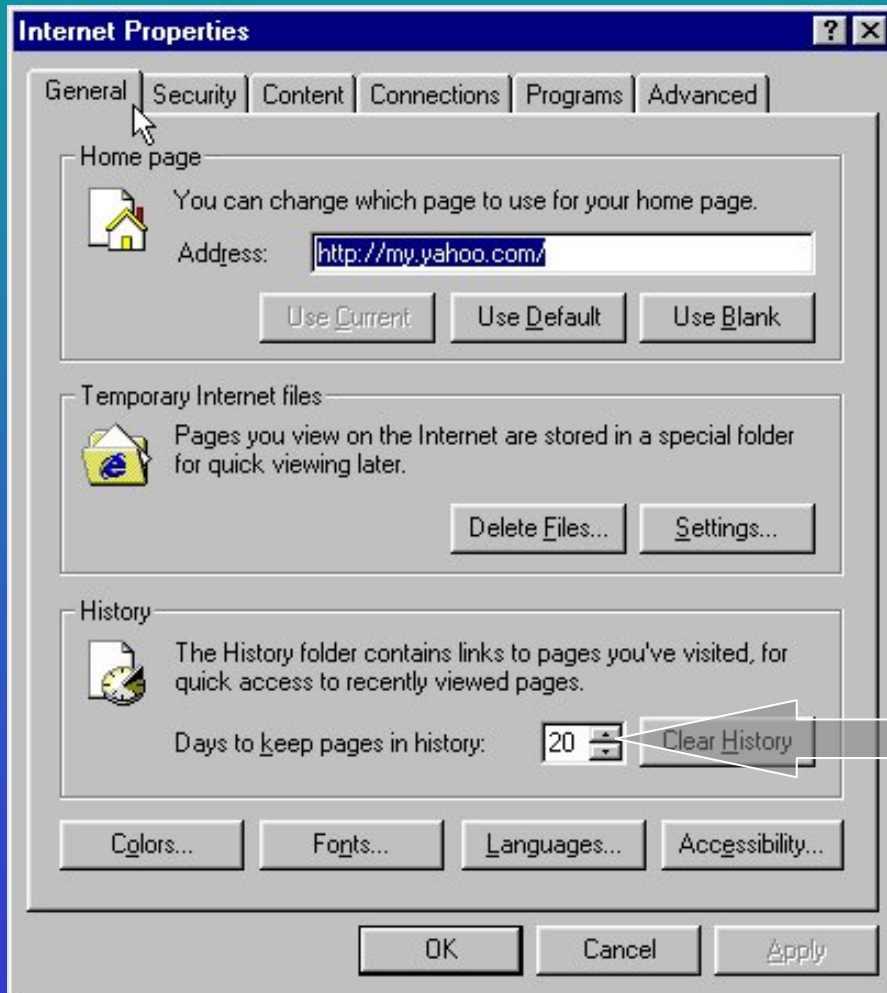 Internet Properties
General Security Content Connections Programs Advanced
Home page
You can change which page to use for your home page.
Address: http://my.yahoo.com/
Use Current Use Default Use Blank
Temporary Internet files
Pages you view on the Internet are stored in a special folder
for quick viewing later.
Delete Files... Settings...
History
The History folder contains links to pages you've visited, for
quick access to recently viewed pages.
Days to keep pages in history: 20 Clear History
Colors... Fonts... Languages... Accessibility...
OK Cancel Apply